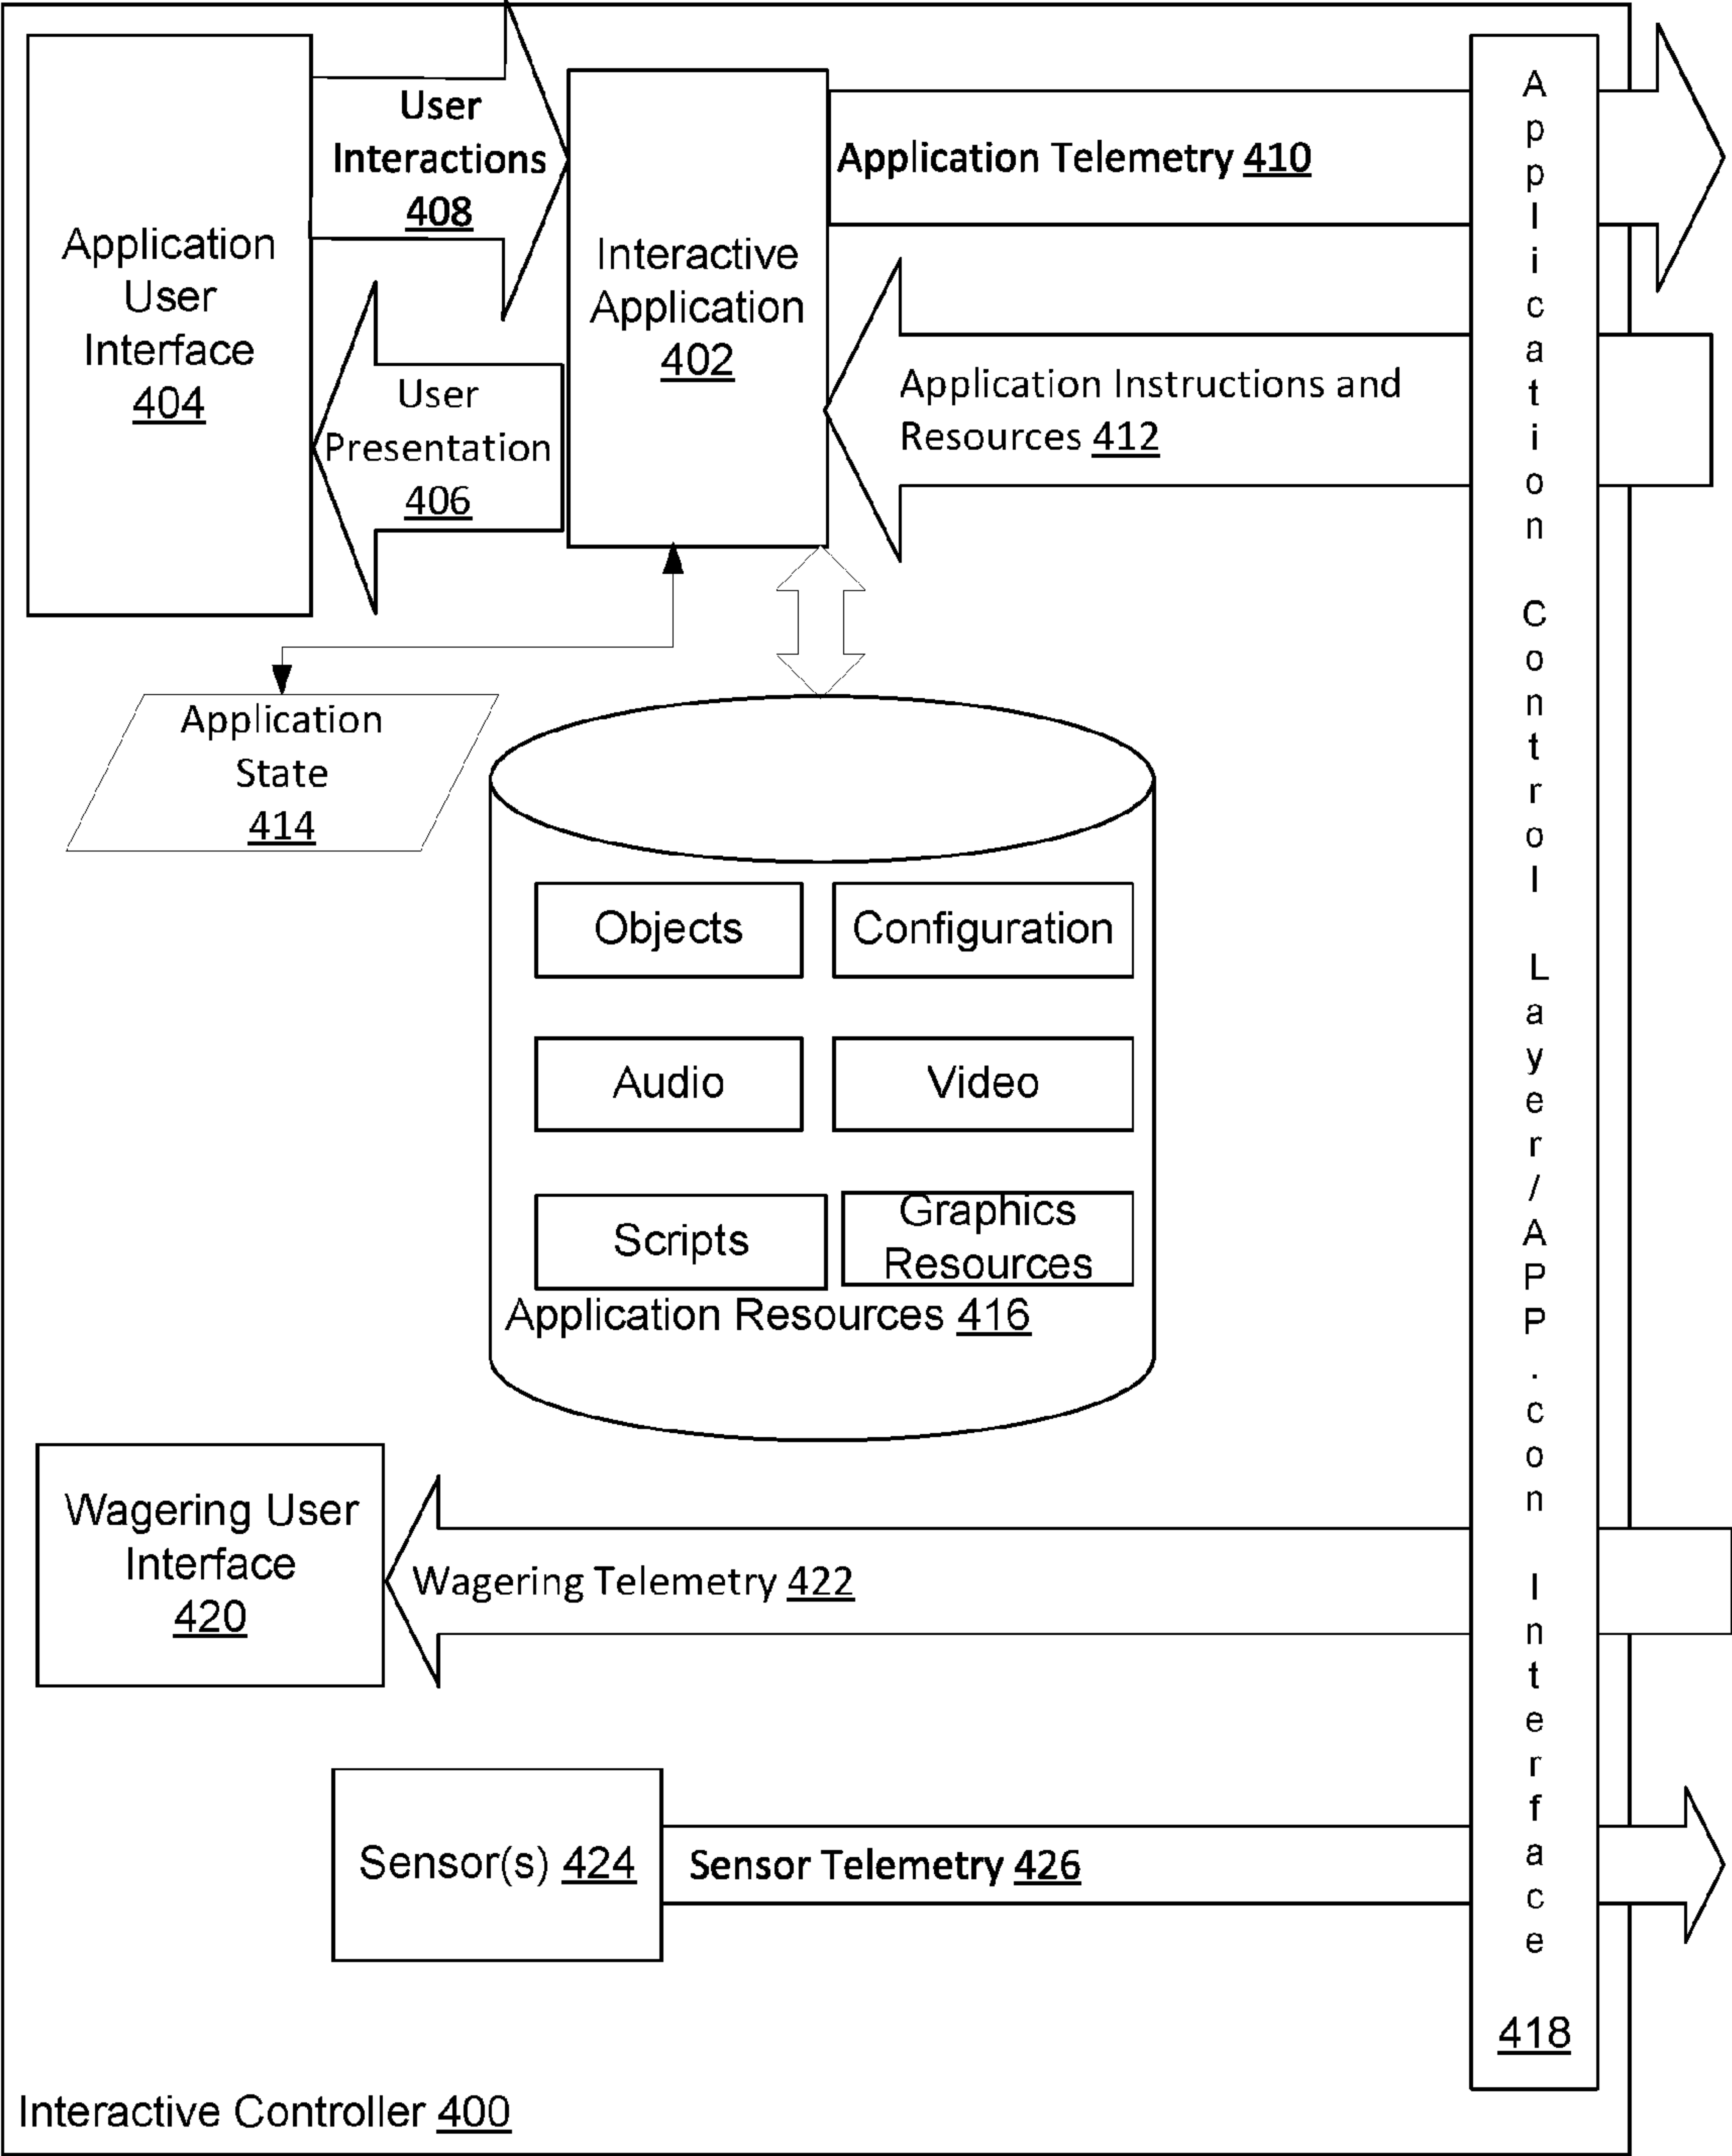 Application
User
Interface
404
User
Interactions
408
User
Presentation
406
Interactive
Application
402
Application Telemetry 410
Application Instructions and
Resources 412
Application
State
414
Objects
Configuration
Audio
Video
Scripts
Graphics
Resources
Application Resources 416
Wagering User
Interface
420
Wagering Telemetry 422
Sensor(s) 424
Sensor Telemetry 426
Application Control Layer/APP.con Interface
418
Interactive Controller 400